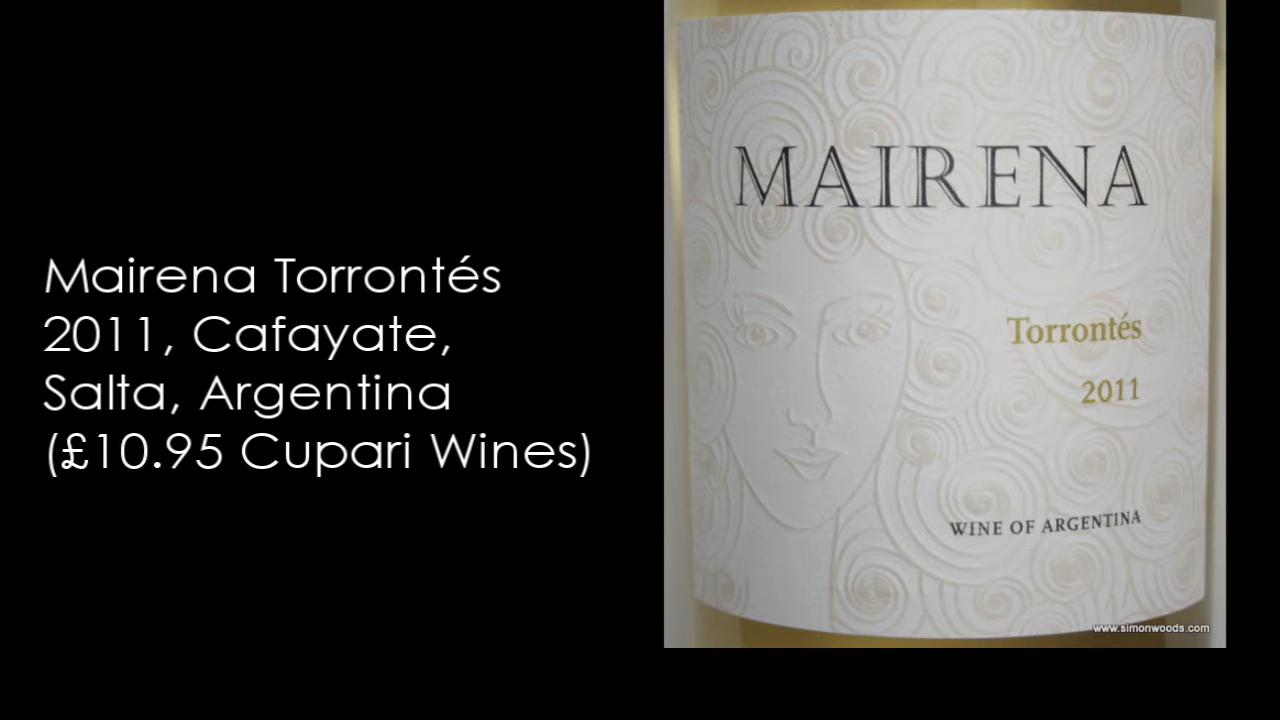 Mairena Torrontés
2011, Cafayate,
Salta, Argentina
(£10.95 Cupari Wines)
MAIRENA
Torrontés
2011
WINE OF ARGENTINA
www.simonwoods.com